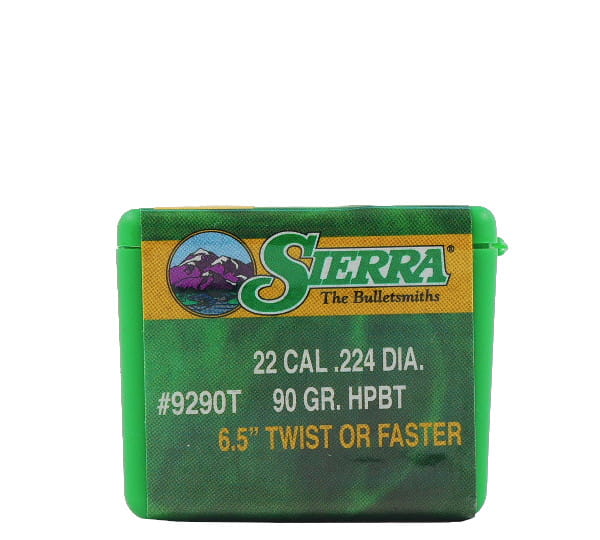 SIERRA®
The Bulletsmiths
22 CAL .224 DIA.
#9290T 90 GR. HPBT
6.5" TWIST OR FASTER